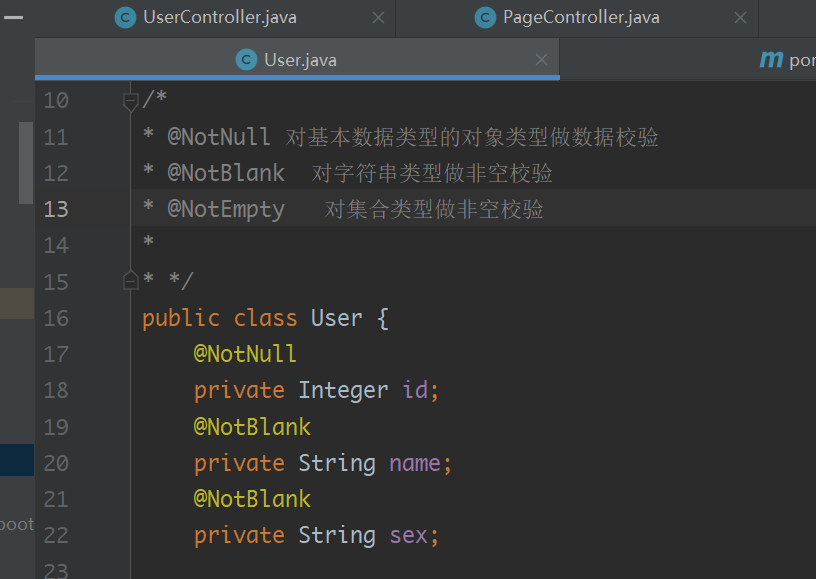 UserController.java PageController.java
User.java m
10 /*
11 * @NotNull 对基本数据类型的对象类型做数据校验
12 * @NotBlank 对字符串类型做非空校验
13 * @NotEmpty 对集合类型做非空校验
14 *
15 * */
16 public class User {
17 @NotNull
18 private Integer id;
19 @NotBlank
20 private String name;
21 @NotBlank
22 private String sex;
23